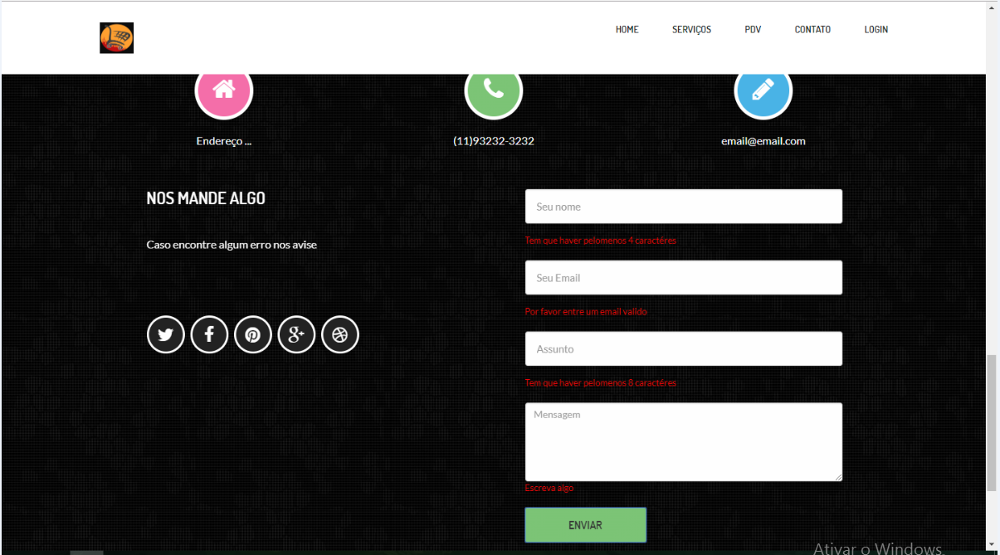 HOME SERVIÇOS PDV CONTATO LOGIN
Endereço ...
(11)93232-3232
email@email.com
NOS MANDE ALGO
Caso encontre algum erro nos avise
Seu nome
Tem que haver pelomenos 4 caractéres
Seu Email
Por favor entre um email valido
Assunto
Tem que haver pelomenos 8 caractéres
Mensagem
Escreva algo
ENVIAR
Ativar o Windows.